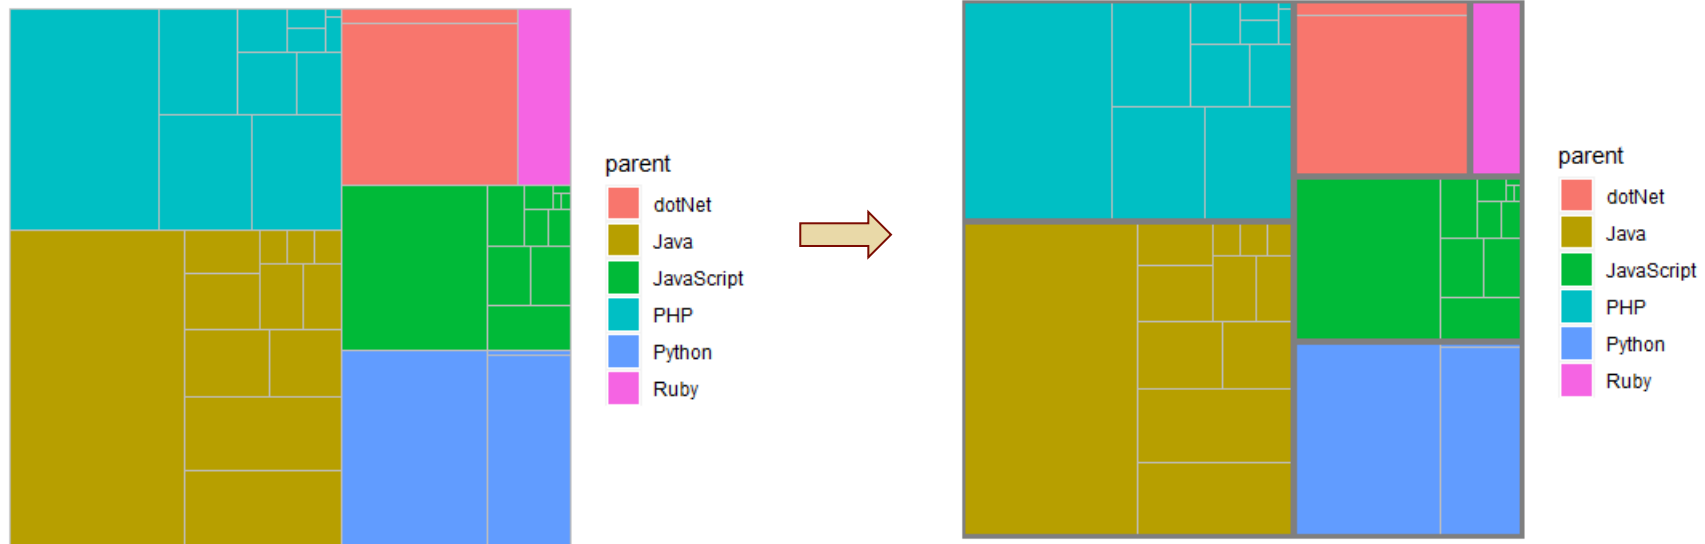 parent
dotNet
Java
JavaScript
PHP
Python
Ruby
parent
dotNet
Java
JavaScript
PHP
Python
Ruby